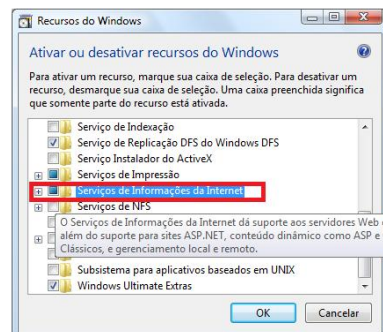 Recursos do Windows
Ativar ou desativar recursos do Windows
Para ativar um recurso, marque sua caixa de seleção. Para desativar um
recurso, desmarque sua caixa de seleção. Uma caixa preenchida significa
que somente parte do recurso está ativada.
Serviço de Indexação
Serviço de Replicação DFS do Windows DFS
Serviço Instalador do ActiveX
Serviços de Impressão
Serviços de Informações da Internet
Serviços de NFS
O Serviços de Informações da Internet dá suporte aos servidores Web
além do suporte para sites ASP.NET, conteúdo dinâmico como ASP e
Clássicos, e gerenciamento local e remoto.
Subsistema para aplicativos baseados em UNIX
Windows Ultimate Extras
OK
Cancelar